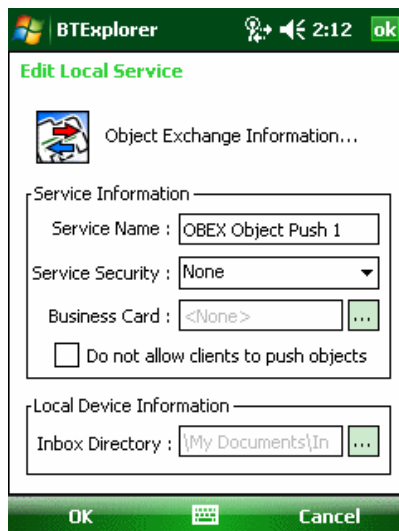 BTExplorer 2:12 ok
Edit Local Service
Object Exchange Information...
Service Information
Service Name : OBEX Object Push 1
Service Security : None
Business Card : <None> ...
Do not allow clients to push objects
Local Device Information
Inbox Directory : \My Documents\In ...
OK Cancel